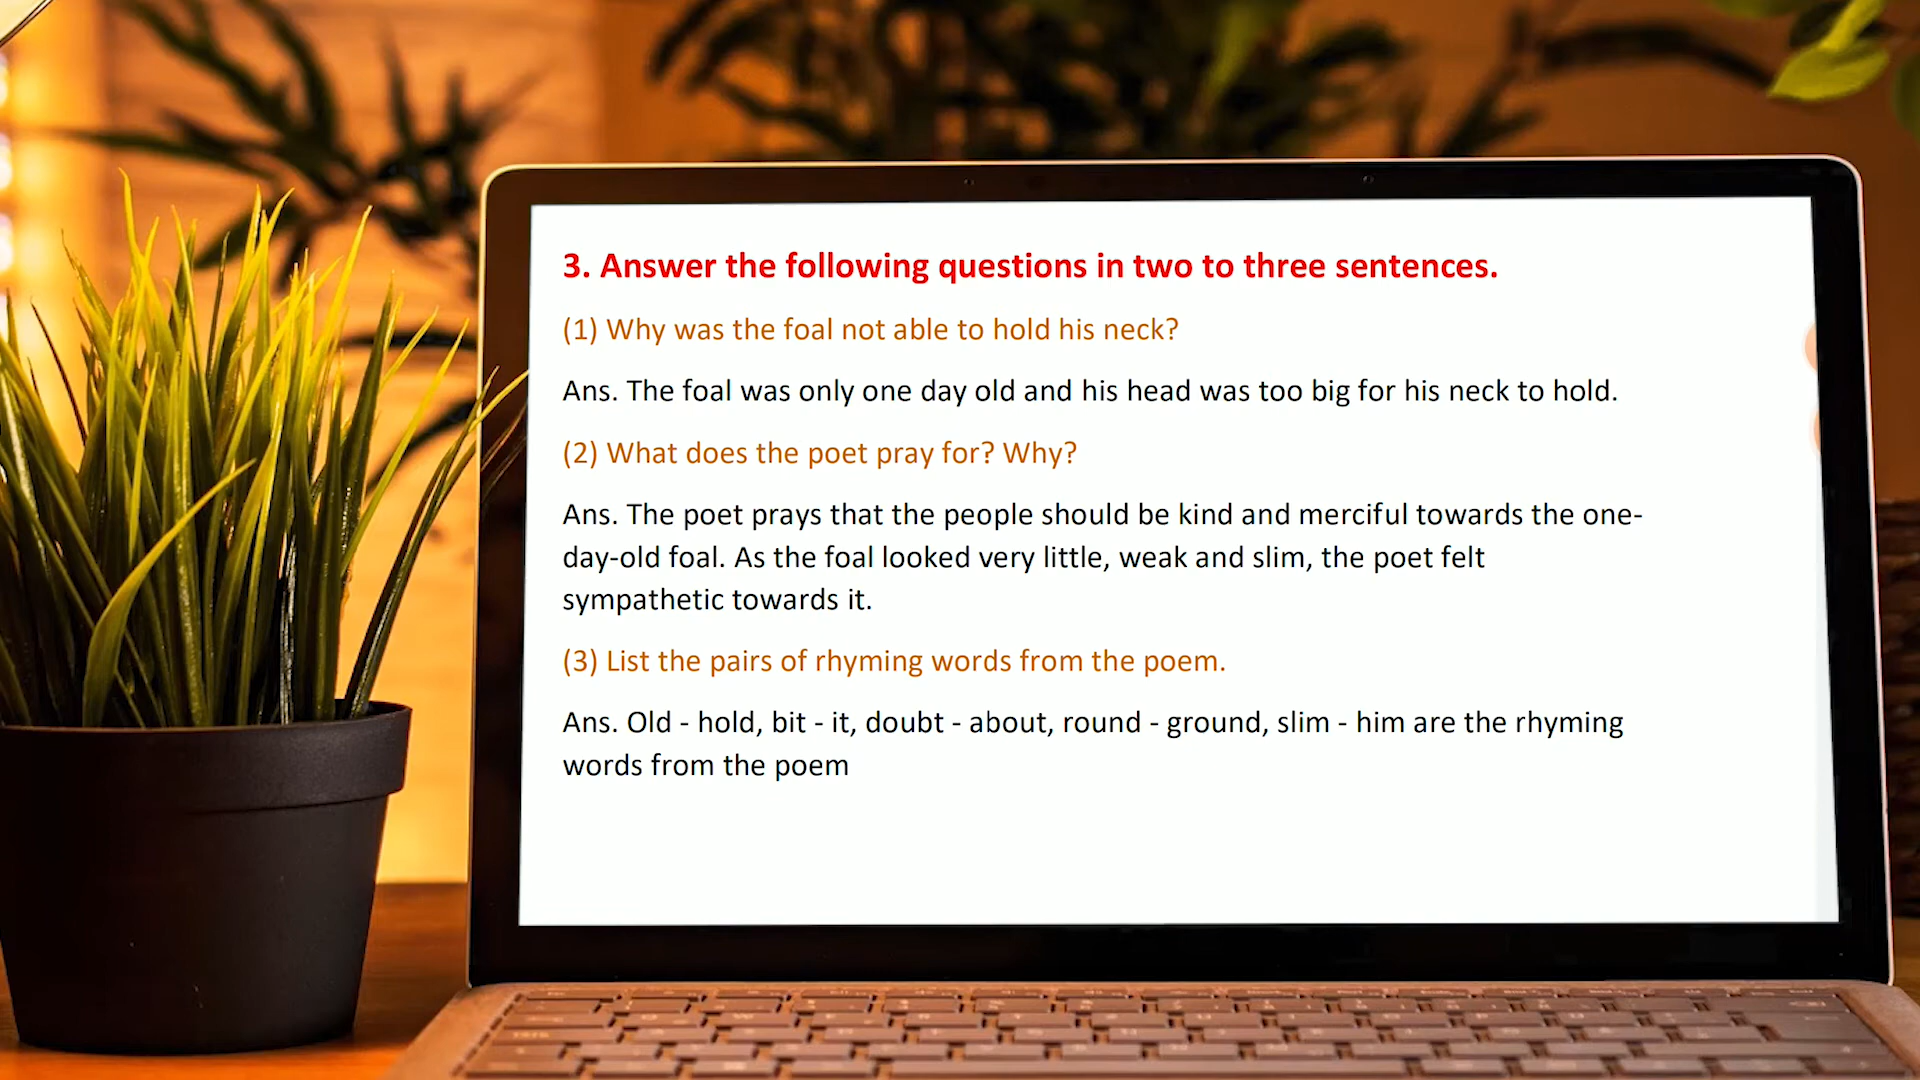 3. Answer the following questions in two to three sentences.
(1) Why was the foal not able to hold his neck?
Ans. The foal was only one day old and his head was too big for his neck to hold.
(2) What does the poet pray for? Why?
Ans. The poet prays that the people should be kind and merciful towards the one-
day-old foal. As the foal looked very little, weak and slim, the poet felt
sympathetic towards it.
(3) List the pairs of rhyming words from the poem.
Ans. Old - hold, bit - it, doubt - about, round - ground, slim - him are the rhyming
words from the poem